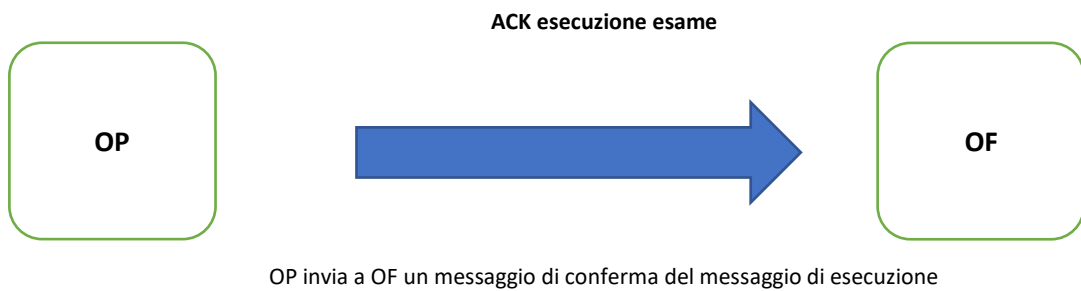 ACK esecuzione esame
OP
OF
OP invia a OF un messaggio di conferma del messaggio di esecuzione